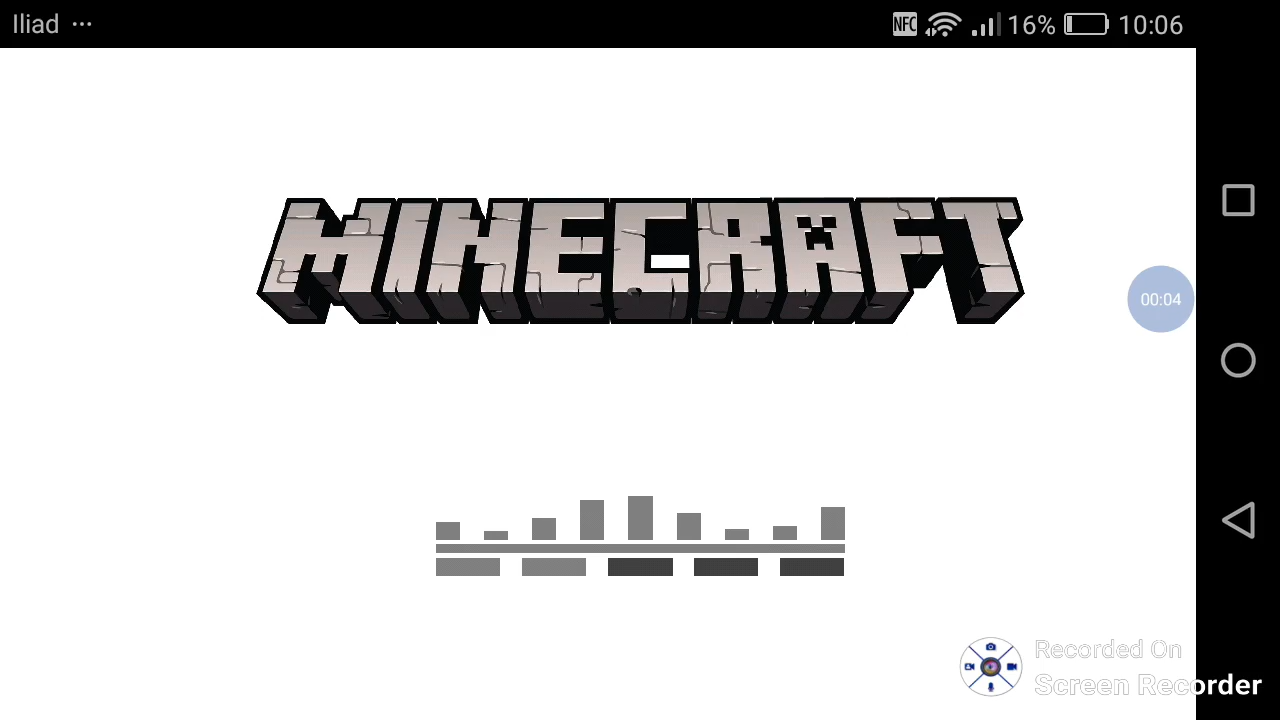 Iliad ...
NFC 16% 10:06
MINECRAFT
00:04
Recorded On
Screen Recorder